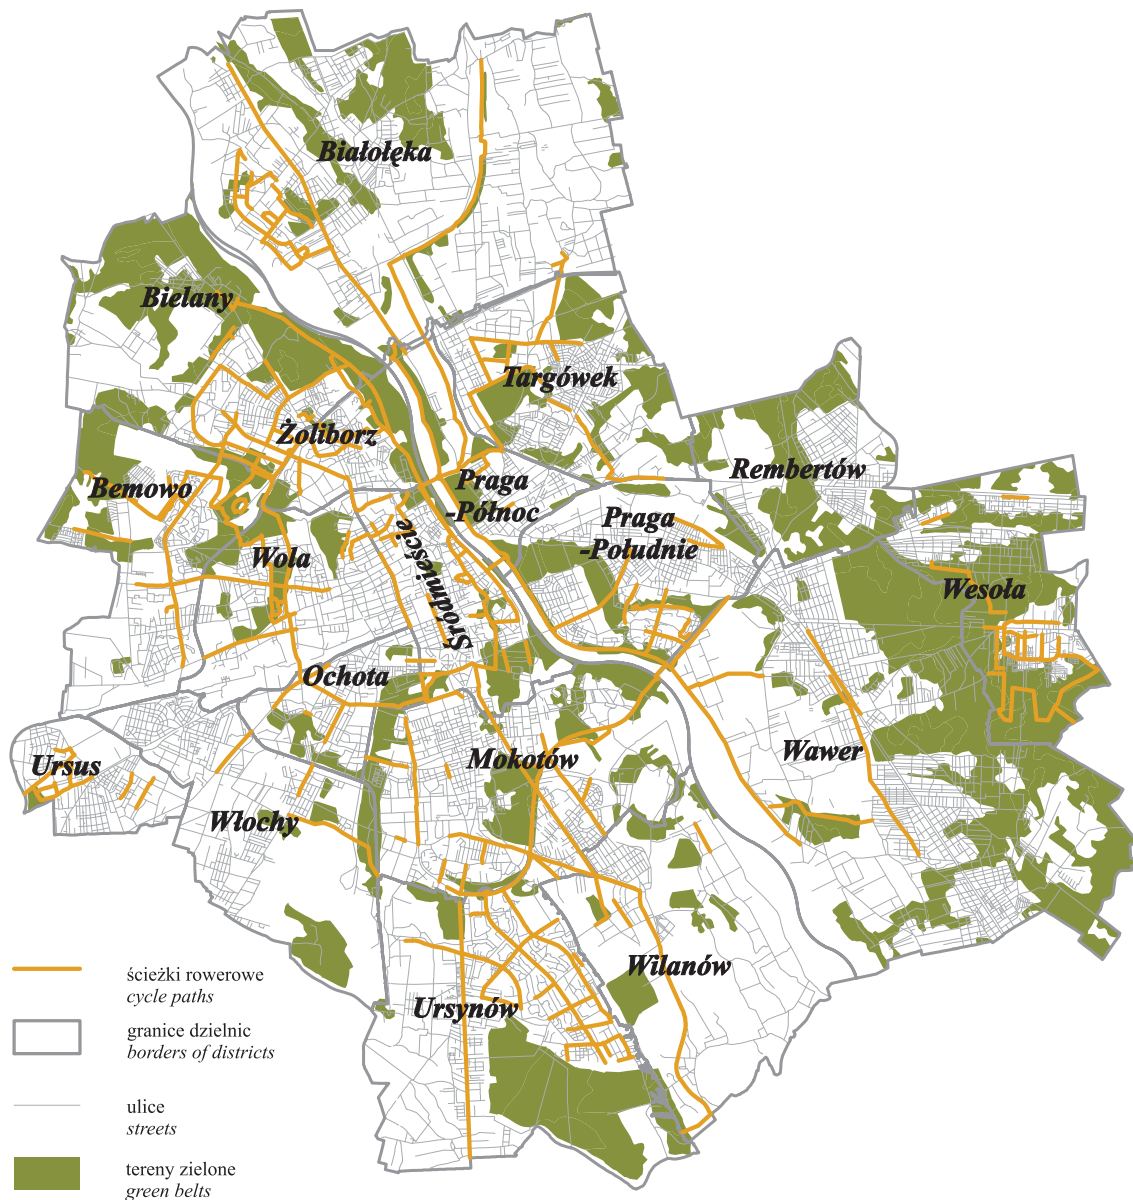 Białołęka
Bielany
Targówek
Żoliborz
Rembertów
Bemowo
Praga
-Północ
Praga
-Południe
Śródmieście
Wola
Wesoła
Ochota
Mokotów
Wawer
Ursus
Włochy
Wilanów
Ursynów
ścieżki rowerowe
cycle paths
granice dzielnic
borders of districts
ulice
streets
tereny zielone
green belts